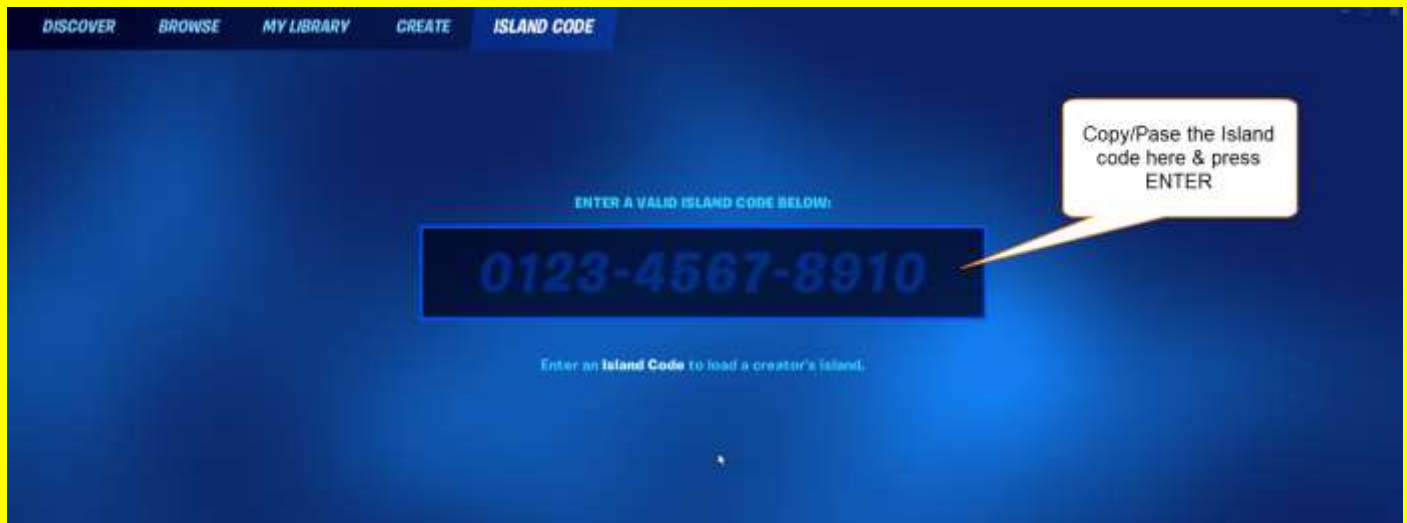 DISCOVER BROWSE MY LIBRARY CREATE ISLAND CODE
Copy/Pase the Island
code here & press
ENTER
ENTER A VALID ISLAND CODE BELOW:
0123-4567-8910
Enter an Island Code to load a creator's island.